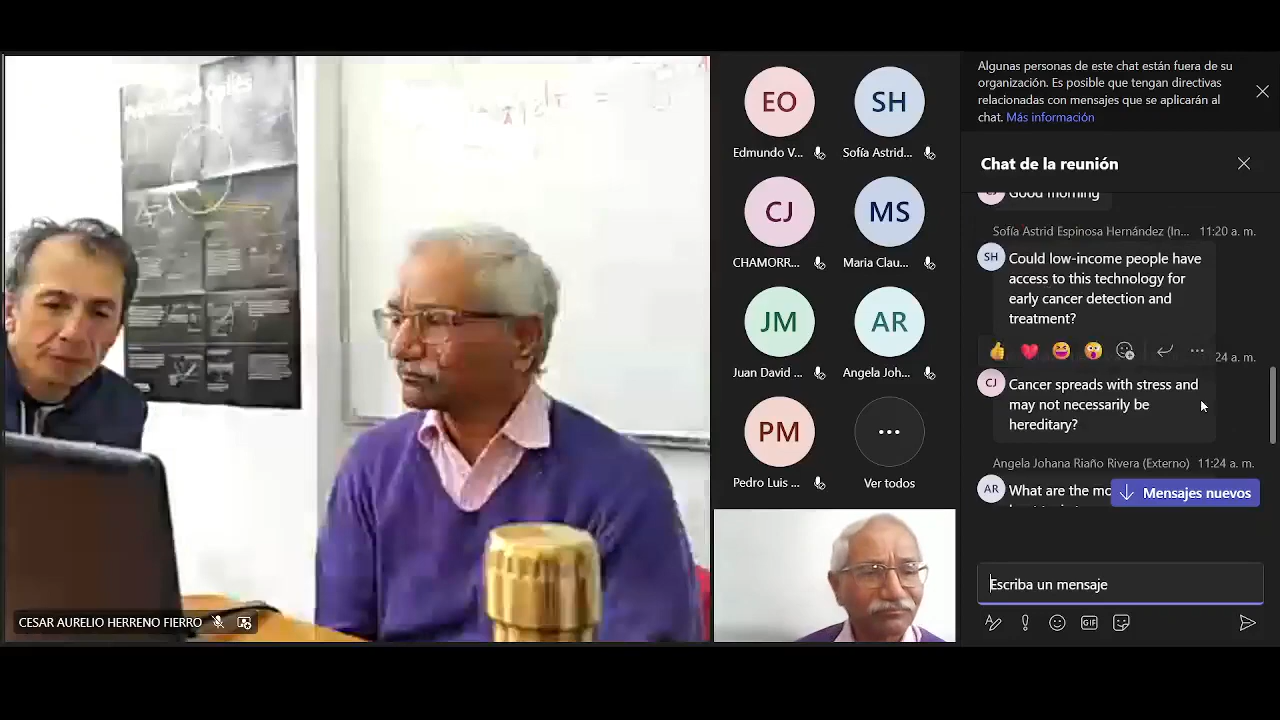 EO
SH
Edmundo V...
Sofía Astrid...
CJ
MS
CHAMORR...
Maria Clau...
JM
AR
Juan David ...
Angela Joh...
PM
...
Pedro Luis ...
Ver todos
CESAR AURELIO HERRENO FIERRO
Algunas personas de este chat están fuera de su
organización. Es posible que tengan directivas
relacionadas con mensajes que se aplicarán al
chat. Más información
Chat de la reunión
Good morning
Sofía Astrid Espinosa Hernández (In... 11:20 a. m.
SH
Could low-income people have
access to this technology for
early cancer detection and
treatment?
24 a. m.
CJ
Cancer spreads with stress and
may not necessarily be
hereditary?
Angela Johana Riaño Rivera (Externo) 11:24 a. m.
AR
What are the
Mensajes nuevos
Escriba un mensaje
GIF